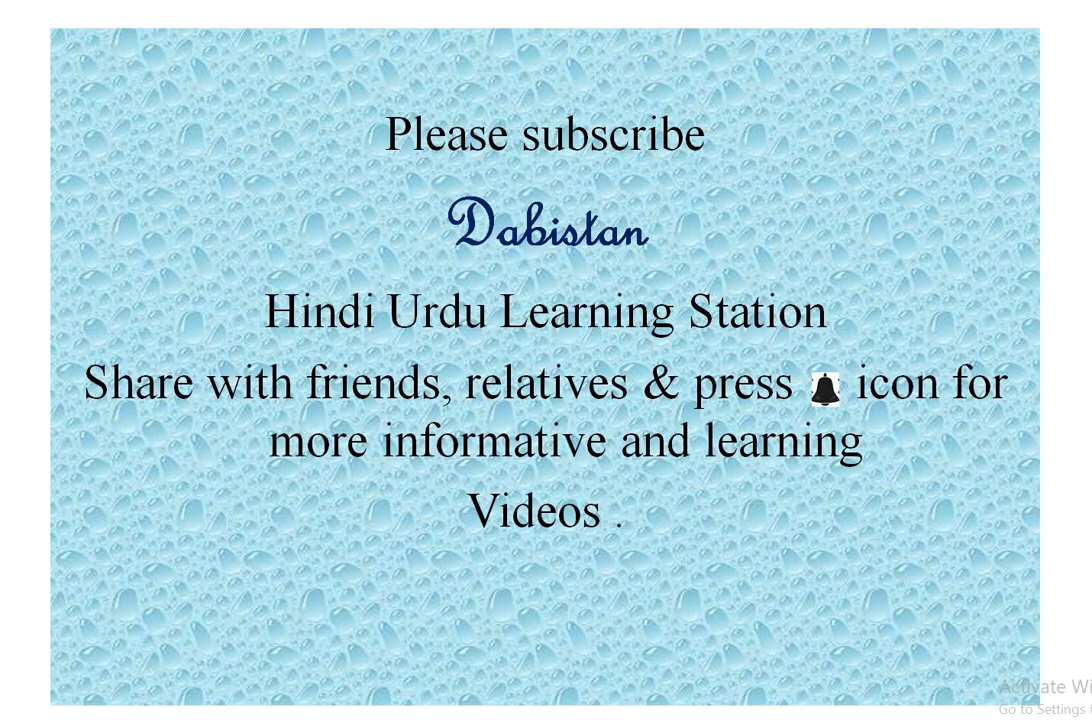 Please subscribe
Dabistan
Hindi Urdu Learning Station
Share with friends, relatives & press icon for
more informative and learning
Videos .
Activate Wi
Go to Settings